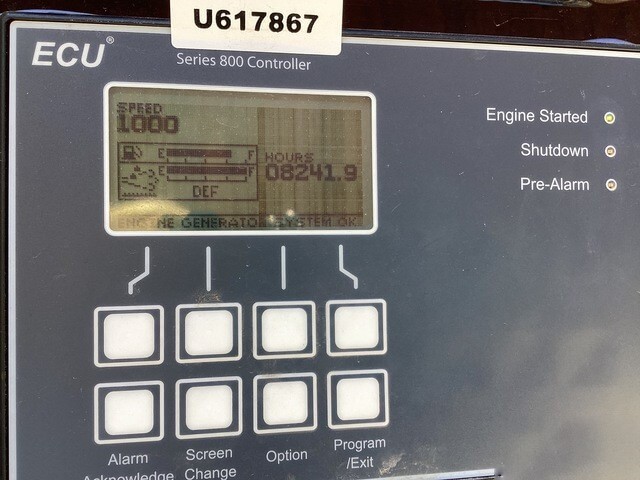 U617867
ECU®
Series 800 Controller
SPEED
1000
E F
E F
DEF
HOURS
08241.9
ENGINE GENERATOR SYSTEM OK
Engine Started
Shutdown
Pre-Alarm
Alarm
Acknowledge
Screen
Change
Option
Program
/Exit